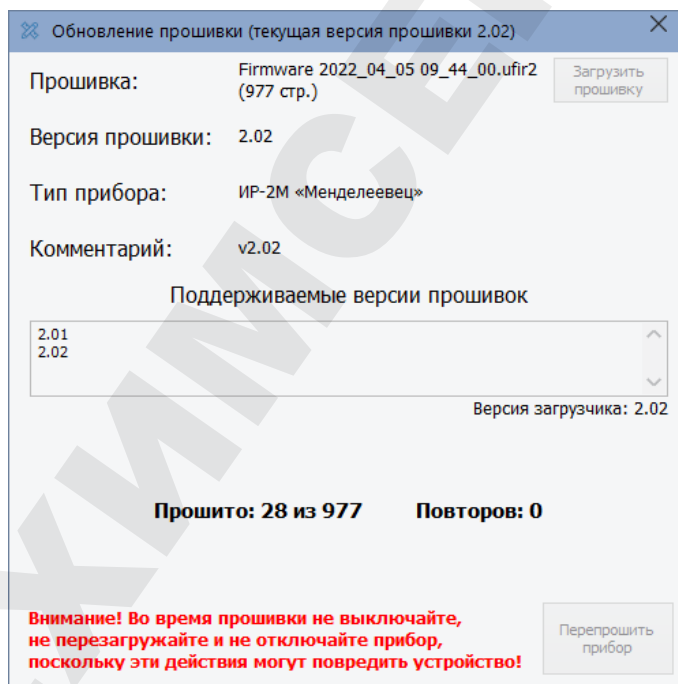 Обновление прошивки (текущая версия прошивки 2.02)
Прошивка:
Firmware 2022_04_05 09_44_00.ufir2
(977 стр.)
Загрузить
прошивку
Версия прошивки:
2.02
Тип прибора:
ИР-2М «Менделеевец»
Комментарий:
v2.02
Поддерживаемые версии прошивок
2.01
2.02
Версия загрузчика: 2.02
Прошито: 28 из 977
Повторов: 0
Внимание! Во время прошивки не выключайте,
не перезагружайте и не отключайте прибор,
поскольку эти действия могут повредить устройство!
Перепрошить
прибор